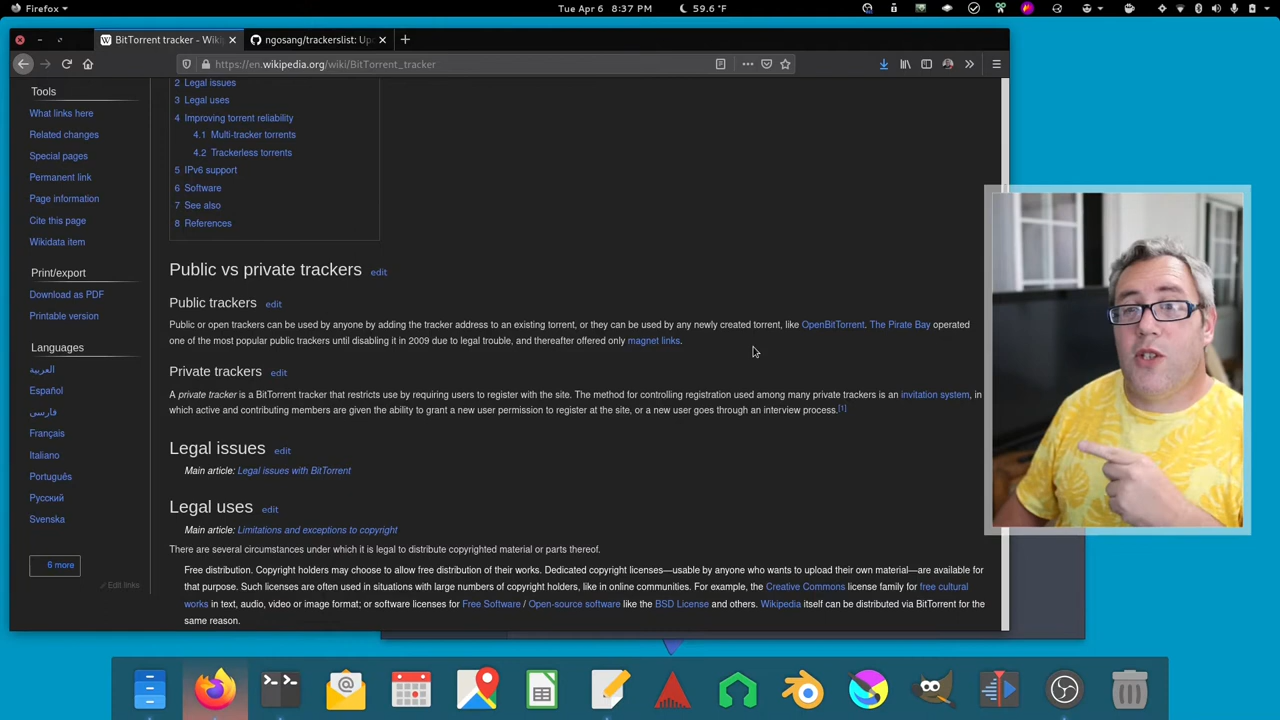 Firefox
Tue Apr 6 8:37 PM
59.6 °F
BitTorrent tracker - Wiki
ngosang/trackerslist: Up
https://en.wikipedia.org/wiki/BitTorrent_tracker
Tools
What links here
Related changes
Special pages
Permanent link
Page information
Cite this page
Wikidata item
Print/export
Download as PDF
Printable version
Languages
العربية
Español
فارسی
Français
Italiano
Português
Русский
Svenska
6 more
Edit links
2 Legal issues
3 Legal uses
4 Improving torrent reliability
4.1 Multi-tracker torrents
4.2 Trackerless torrents
5 IPv6 support
6 Software
7 See also
8 References
Public vs private trackers edit
Public trackers edit
Public or open trackers can be used by anyone by adding the tracker address to an existing torrent, or they can be used by any newly created torrent, like OpenBitTorrent. The Pirate Bay operated
one of the most popular public trackers until disabling it in 2009 due to legal trouble, and thereafter offered only magnet links.
Private trackers edit
A private tracker is a BitTorrent tracker that restricts use by requiring users to register with the site. The method for controlling registration used among many private trackers is an invitation system, in
which active and contributing members are given the ability to grant a new user permission to register at the site, or a new user goes through an interview process.[1]
Legal issues edit
Main article: Legal issues with BitTorrent
Legal uses edit
Main article: Limitations and exceptions to copyright
There are several circumstances under which it is legal to distribute copyrighted material or parts thereof.
Free distribution. Copyright holders may choose to allow free distribution of their works. Dedicated copyright licenses—usable by anyone who wants to upload their own material—are available for
that purpose. Such licenses are often used in situations with large numbers of copyright holders, like in online communities. For example, the Creative Commons license family for free cultural
works in text, audio, video or image format; or software licenses for Free Software / Open-source software like the BSD License and others. Wikipedia itself can be distributed via BitTorrent for the
same reason.